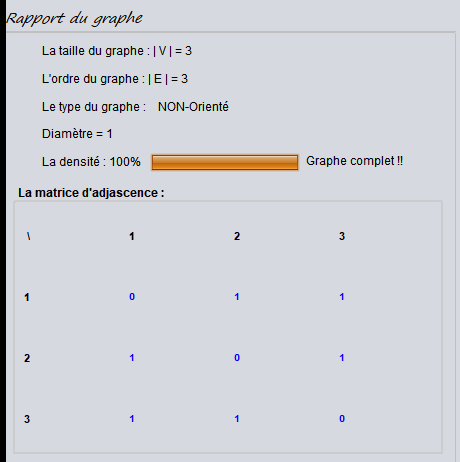 Rapport du graphe
La taille du graphe : | V | = 3
L'ordre du graphe : | E | = 3
Le type du graphe : NON-Orienté
Diamètre = 1
La densité : 100% Graphe complet !!
La matrice d'adjascence :
\ 1 2 3
1 0 1 1
2 1 0 1
3 1 1 0